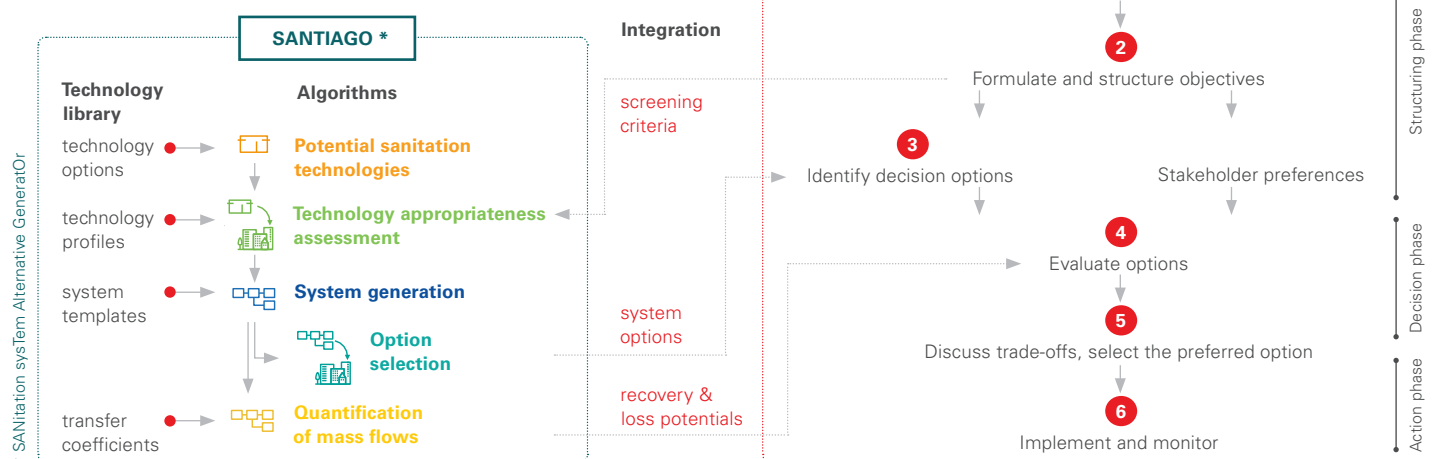 SANitation sysTem Alternative GeneratOr
SANTIAGO *
Technology
library
Algorithms
technology
options
Potential sanitation
technologies
technology
profiles
Technology appropriateness
assessment
system
templates
System generation
Option
selection
transfer
coefficients
Quantification
of mass flows
Integration
screening
criteria
system
options
recovery &
loss potentials
2
Formulate and structure objectives
3
Identify decision options
Stakeholder preferences
4
Evaluate options
5
Discuss trade-offs, select the preferred option
6
Implement and monitor
Structuring phase
Decision phase
Action phase